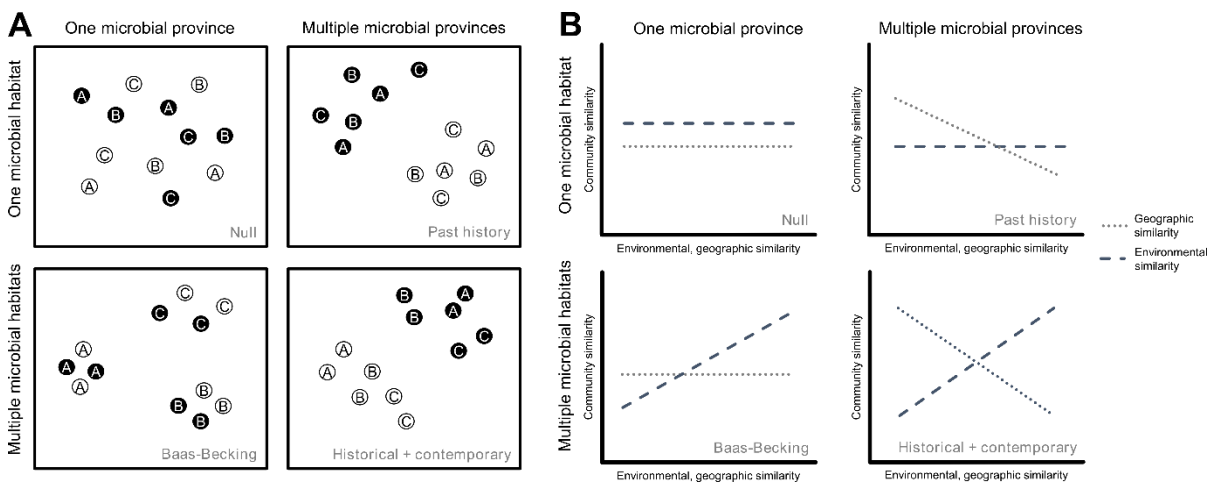 A
One microbial province
Multiple microbial provinces
One microbial habitat
C
B
A
A
B
C
B
C
B
A
A
C
Null
B
C
A
C
B
A
C
A
B
A
B
C
Past history
Multiple microbial habitats
C
C
C
C
A
A
A
A
B
B
B
B
Baas-Becking
B
A
B
A
C
C
A
A
B
B
C
C
Historical + contemporary
B
One microbial province
Multiple microbial provinces
One microbial habitat
Community similarity
Null
Environmental, geographic similarity
Community similarity
Past history
Environmental, geographic similarity
Geographic
similarity
Environmental
similarity
Multiple microbial habitats
Community similarity
Baas-Becking
Environmental, geographic similarity
Community similarity
Historical + contemporary
Environmental, geographic similarity